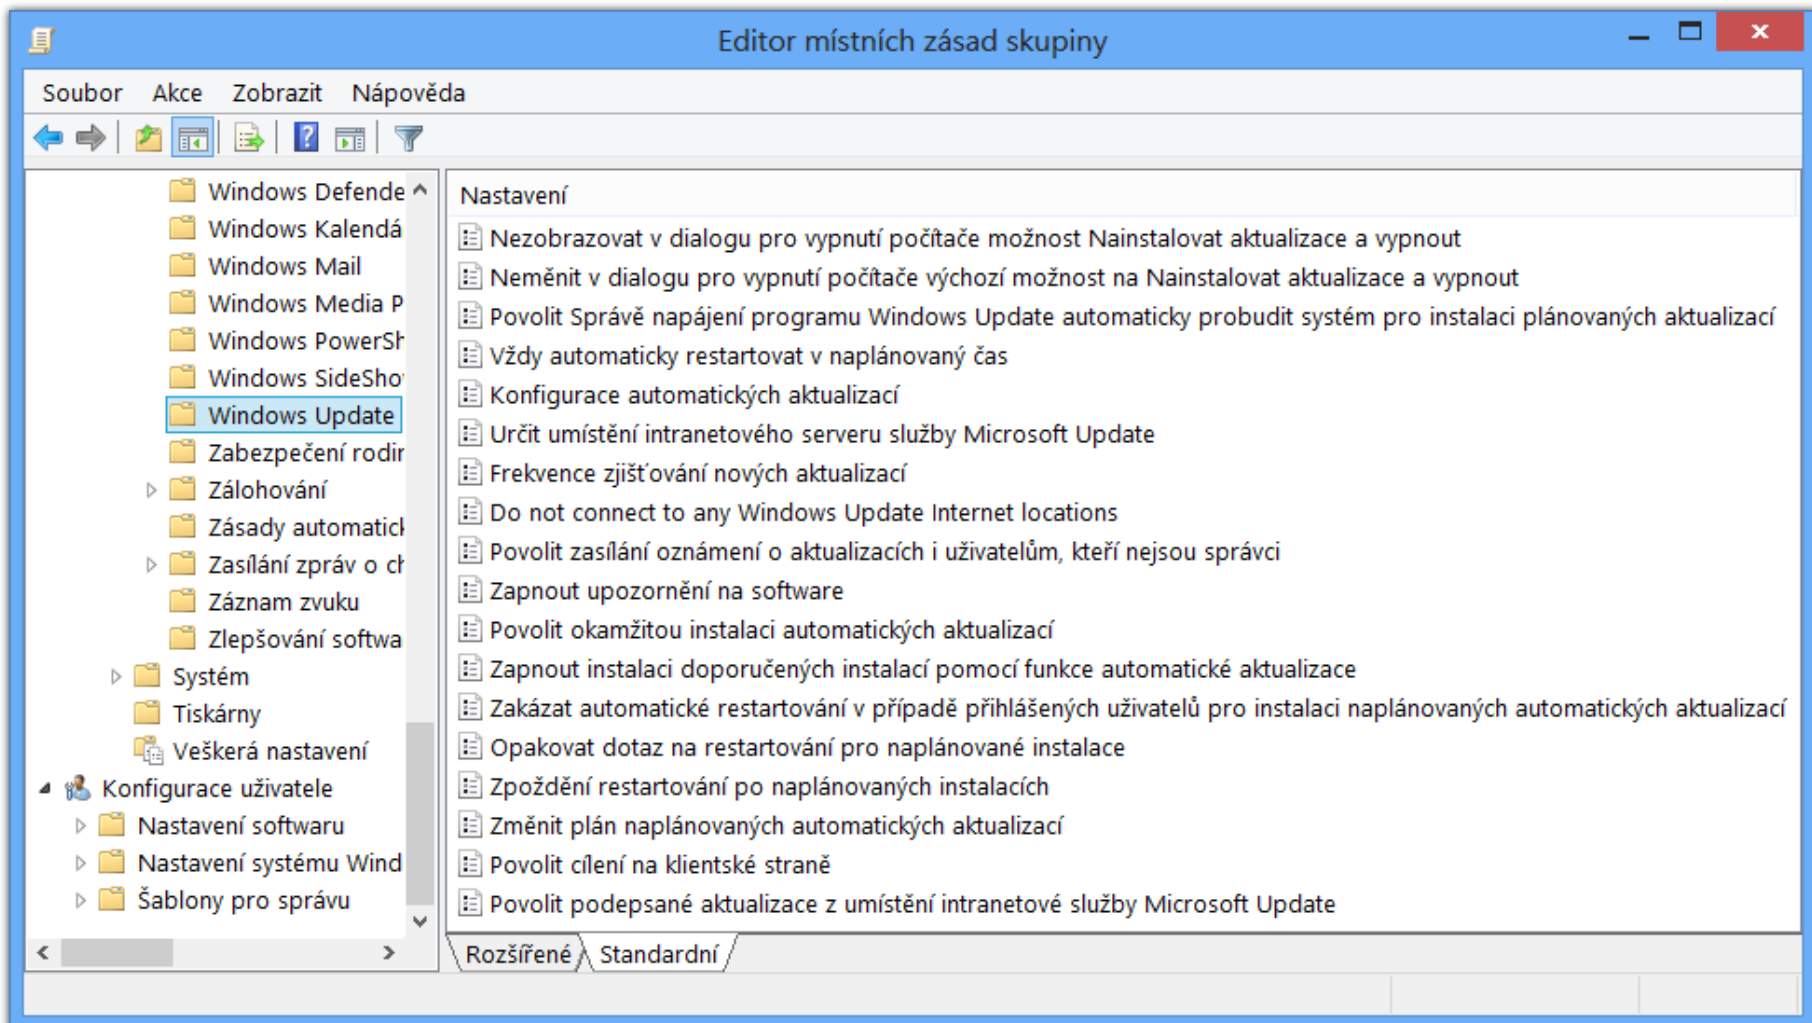 Editor místních zásad skupiny
Soubor Akce Zobrazit Nápověda
Windows Defende
Windows Kalendá
Windows Mail
Windows Media P
Windows PowerSh
Windows SideSho
Windows Update
Zabezpečení rodin
Zálohování
Zásady automatick
Zasílání zpráv o ch
Záznam zvuku
Zlepšování softwa
Systém
Tiskárny
Veškerá nastavení
Konfigurace uživatele
Nastavení softwaru
Nastavení systému Wind
Šablony pro správu
Nastavení
Nezobrazovat v dialogu pro vypnutí počítače možnost Nainstalovat aktualizace a vypnout
Neměnit v dialogu pro vypnutí počítače výchozí možnost na Nainstalovat aktualizace a vypnout
Povolit Správě napájení programu Windows Update automaticky probudit systém pro instalaci plánovaných aktualizací
Vždy automaticky restartovat v naplánovaný čas
Konfigurace automatických aktualizací
Určit umístění intranetového serveru služby Microsoft Update
Frekvence zjišťování nových aktualizací
Do not connect to any Windows Update Internet locations
Povolit zasílání oznámení o aktualizacích i uživatelům, kteří nejsou správci
Zapnout upozornění na software
Povolit okamžitou instalaci automatických aktualizací
Zapnout instalaci doporučených instalací pomocí funkce automatické aktualizace
Zakázat automatické restartování v případě přihlášených uživatelů pro instalaci naplánovaných automatických aktualizací
Opakovat dotaz na restartování pro naplánované instalace
Zpoždění restartování po naplánovaných instalacích
Změnit plán naplánovaných automatických aktualizací
Povolit cílení na klientské straně
Povolit podepsané aktualizace z umístění intranetové služby Microsoft Update
Rozšířené Standardní